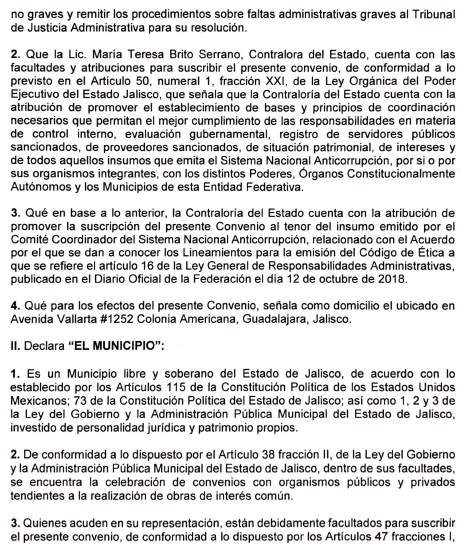 no graves y remitir los procedimientos sobre faltas administrativas graves al Tribunal
de Justicia Administrativa para su resolución.
2. Que la Lic. María Teresa Brito Serrano, Contralora del Estado, cuenta con las
facultades y atribuciones para suscribir el presente convenio, de conformidad a lo
previsto en el Artículo 50, numeral 1, fracción XXI, de la Ley Orgánica del Poder
Ejecutivo del Estado Jalisco, que señala que la Contraloría del Estado cuenta con la
atribución de promover el establecimiento de bases y principios de coordinación
necesarios que permitan el mejor cumplimiento de las responsabilidades en materia
de control interno, evaluación gubernamental, registro de servidores públicos
sancionados, de proveedores sancionados, de situación patrimonial, de intereses y
de todos aquellos insumos que emita el Sistema Nacional Anticorrupción, por si o por
sus organismos integrantes, con los distintos Poderes, Órganos Constitucionalmente
Autónomos y los Municipios de esta Entidad Federativa.
3. Qué en base a lo anterior, la Contraloría del Estado cuenta con la atribución de
promover la suscripción del presente Convenio al tenor del insumo emitido por el
Comité Coordinador del Sistema Nacional Anticorrupción, relacionado con el Acuerdo
por el que se dan a conocer los Lineamientos para la emisión del Código de Ética a
que se refiere el artículo 16 de la Ley General de Responsabilidades Administrativas,
publicado en el Diario Oficial de la Federación el día 12 de octubre de 2018.
4. Qué para los efectos del presente Convenio, señala como domicilio el ubicado en
Avenida Vallarta #1252 Colonia Americana, Guadalajara, Jalisco.
II. Declara "EL MUNICIPIO":
1. Es un Municipio libre y soberano del Estado de Jalisco, de acuerdo con lo
establecido por los Artículos 115 de la Constitución Política de los Estados Unidos
Mexicanos; 73 de la Constitución Política del Estado de Jalisco; así como 1, 2 y 3 de
la Ley del Gobierno y la Administración Pública Municipal del Estado de Jalisco,
investido de personalidad jurídica y patrimonio propios.
2. De conformidad a lo dispuesto por el Artículo 38 fracción II, de la Ley del Gobierno
y la Administración Pública Municipal del Estado de Jalisco, dentro de sus facultades,
se encuentra la celebración de convenios con organismos públicos y privados
tendientes a la realización de obras de interés común.
3. Quienes acuden en su representación, están debidamente facultados para suscribir
el presente convenio, de conformidad a lo dispuesto por los Artículos 47 fracciones I,